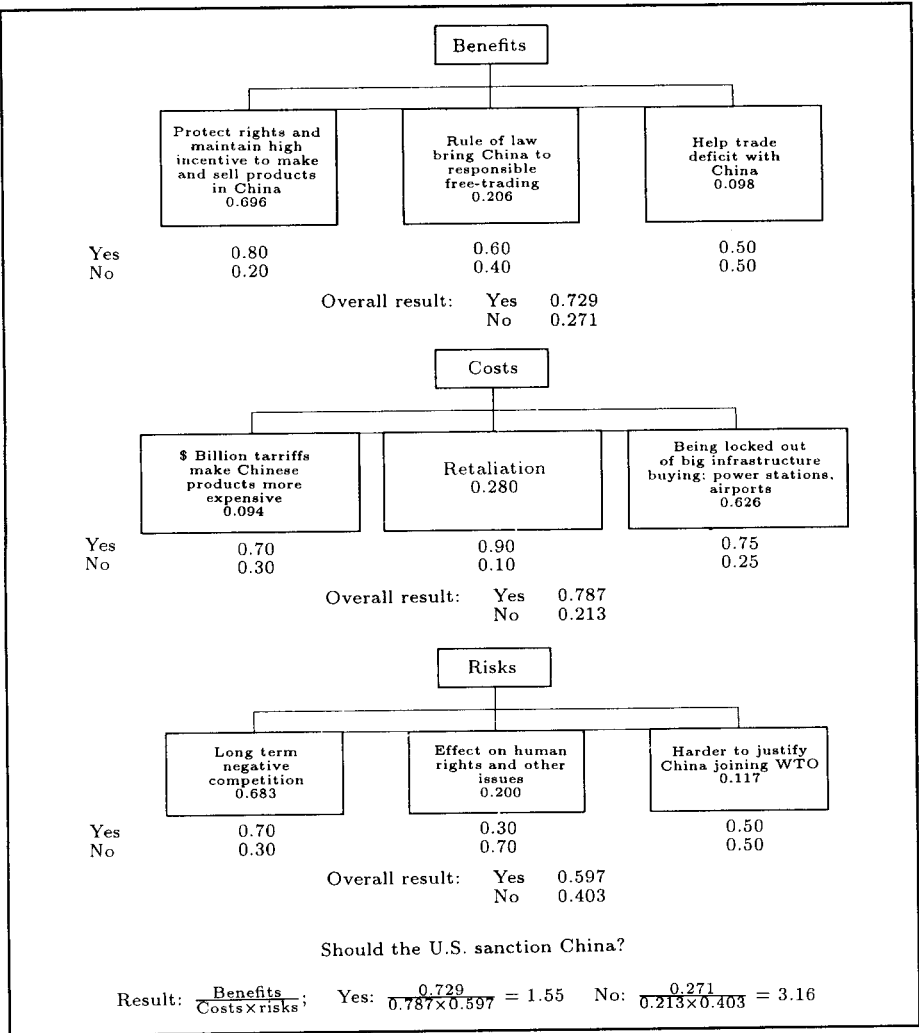 Benefits
Protect rights and
maintain high
incentive to make
and sell products
in China
0.696
Rule of law
bring China to
responsible
free-trading
0.206
Help trade
deficit with
China
0.098
Yes 0.80 0.60 0.50
No 0.20 0.40 0.50
Overall result: Yes 0.729
No 0.271
Costs
$ Billion tarriffs
make Chinese
products more
expensive
0.094
Retaliation
0.280
Being locked out
of big infrastructure
buying: power stations,
airports
0.626
Yes 0.70 0.90 0.75
No 0.30 0.10 0.25
Overall result: Yes 0.787
No 0.213
Risks
Long term
negative
competition
0.683
Effect on human
rights and other
issues
0.200
Harder to justify
China joining WTO
0.117
Yes 0.70 0.30 0.50
No 0.30 0.70 0.50
Overall result: Yes 0.597
No 0.403
Should the U.S. sanction China?
Result: Benefits/Costs×risks; Yes: 0.729/0.787×0.597 = 1.55 No: 0.271/0.213×0.403 = 3.16